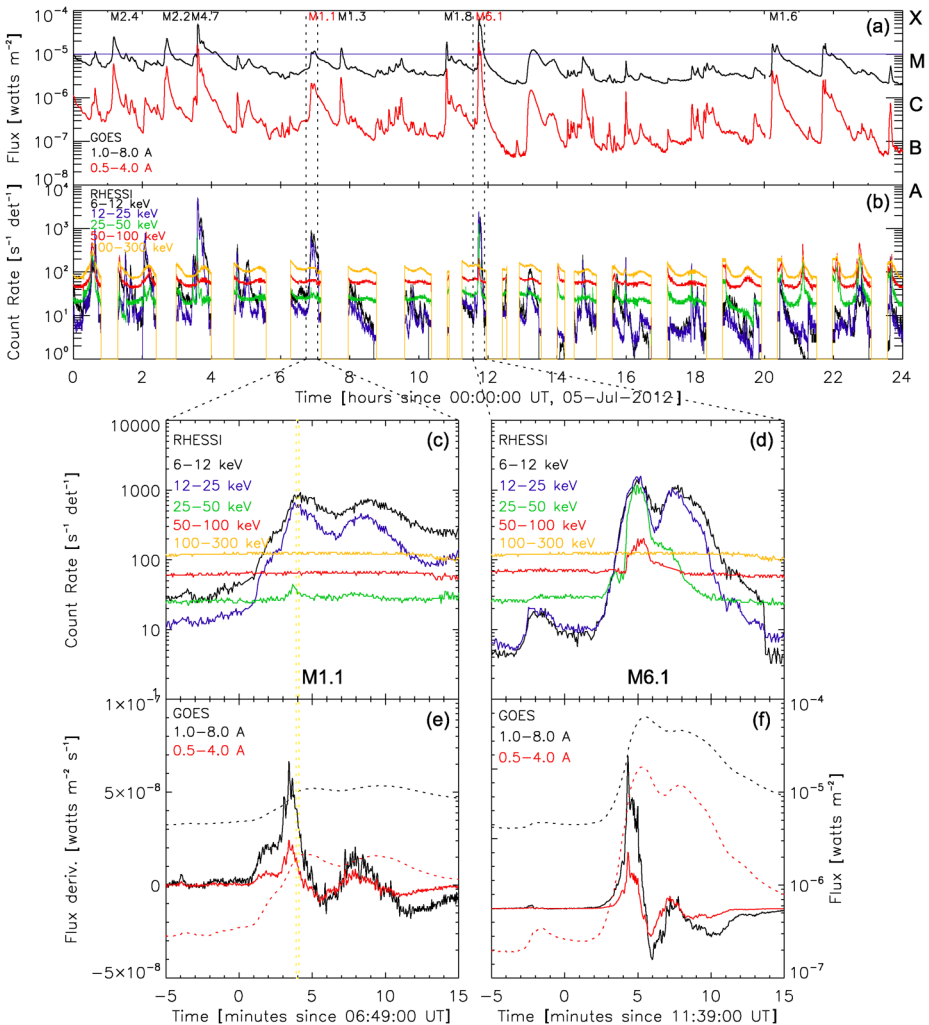 M2.4 M2.2 M4.7 M1.1 M1.3 M1.8 M6.1 M1.6
(a)
X
M
C
B
A
10⁻⁴
10⁻⁵
10⁻⁶
10⁻⁷
10⁻⁸
Flux [ watts m⁻² ]
GOES
1.0−8.0 A
0.5−4.0 A
(b)
10⁴
10³
10²
10¹
10⁰
Count Rate [s⁻¹ det⁻¹]
RHESSI
6−12 keV
12−25 keV
25−50 keV
50−100 keV
100−300 keV
0 2 4 6 8 10 12 14 16 18 20 22 24
Time [hours since 00:00:00 UT, 05-Jul-2012]
(c)
10000
1000
100
10
1
Count Rate [s⁻¹ det⁻¹]
RHESSI
6−12 keV
12−25 keV
25−50 keV
50−100 keV
100−300 keV
M1.1
(d)
RHESSI
6−12 keV
12−25 keV
25−50 keV
50−100 keV
100−300 keV
M6.1
(e)
1×10⁻⁷
5×10⁻⁸
0
−5×10⁻⁸
Flux deriv. [watts m⁻² s⁻¹]
GOES
1.0−8.0 A
0.5−4.0 A
−5 0 5 10 15
Time [minutes since 06:49:00 UT]
(f)
GOES
1.0−8.0 A
0.5−4.0 A
10⁻⁴
10⁻⁵
10⁻⁶
10⁻⁷
Flux [watts m⁻²]
−5 0 5 10 15
Time [minutes since 11:39:00 UT]